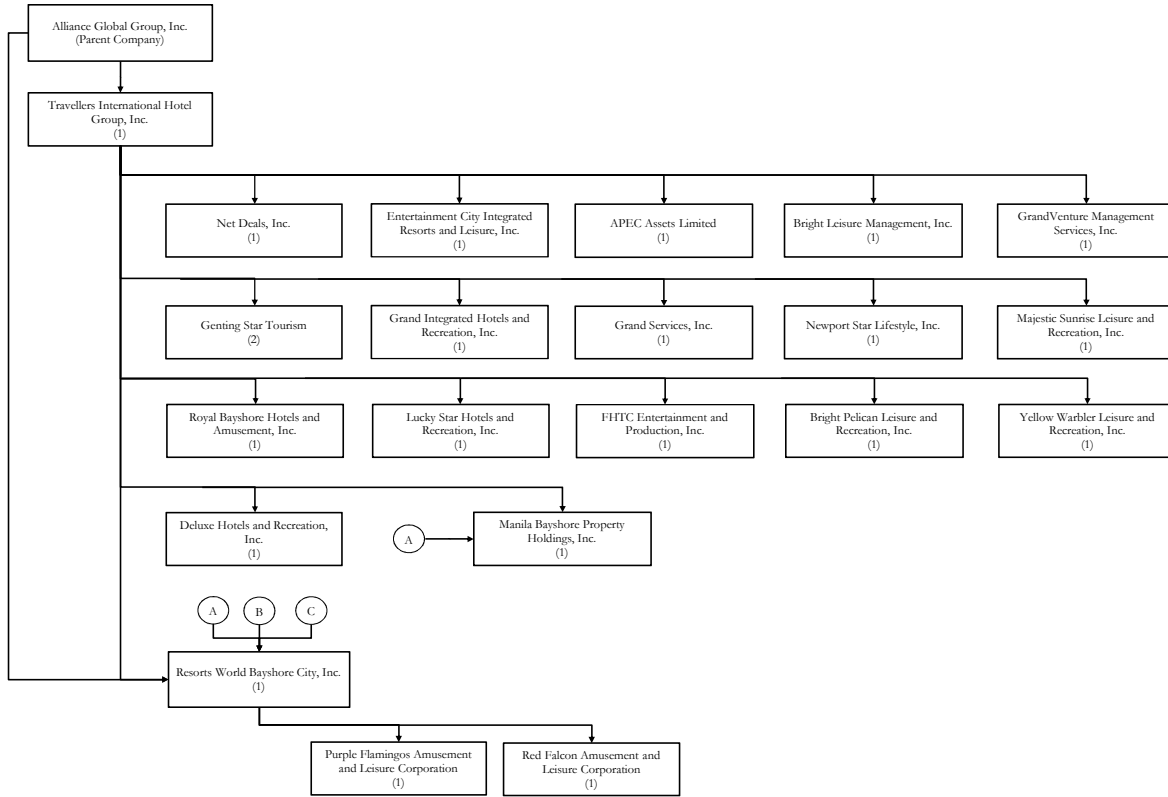 Alliance Global Group, Inc.
(Parent Company)
Travellers International Hotel
Group, Inc.
(1)
Net Deals, Inc.
(1)
Entertainment City Integrated
Resorts and Leisure, Inc.
(1)
APEC Assets Limited
(1)
Bright Leisure Management, Inc.
(1)
GrandVenture Management
Services, Inc.
(1)
Genting Star Tourism
(2)
Grand Integrated Hotels and
Recreation, Inc.
(1)
Grand Services, Inc.
(1)
Newport Star Lifestyle, Inc.
(1)
Majestic Sunrise Leisure and
Recreation, Inc.
(1)
Royal Bayshore Hotels and
Amusement, Inc.
(1)
Lucky Star Hotels and
Recreation, Inc.
(1)
FHTC Entertainment and
Production, Inc.
(1)
Bright Pelican Leisure and
Recreation, Inc.
(1)
Yellow Warbler Leisure and
Recreation, Inc.
(1)
Deluxe Hotels and Recreation,
Inc.
(1)
A
Manila Bayshore Property
Holdings, Inc.
(1)
A
B
C
Resorts World Bayshore City, Inc.
(1)
Purple Flamingos Amusement
and Leisure Corporation
(1)
Red Falcon Amusement and
Leisure Corporation
(1)